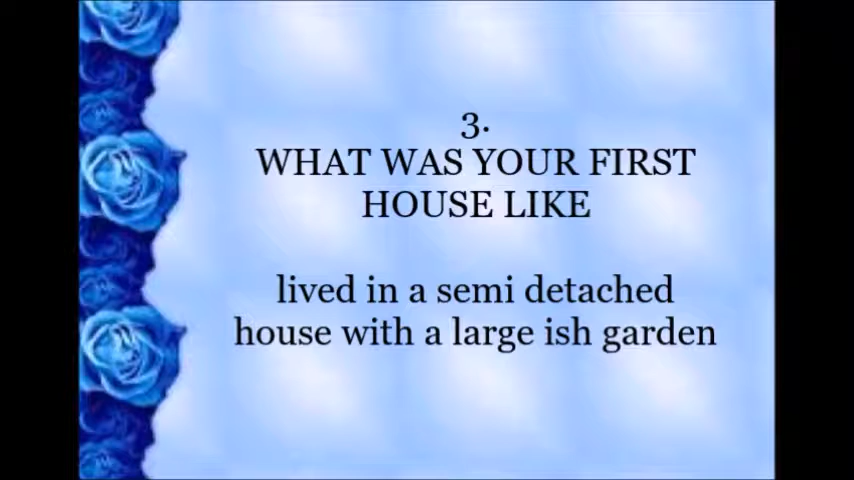 3.
WHAT WAS YOUR FIRST
HOUSE LIKE
lived in a semi detached
house with a large ish garden